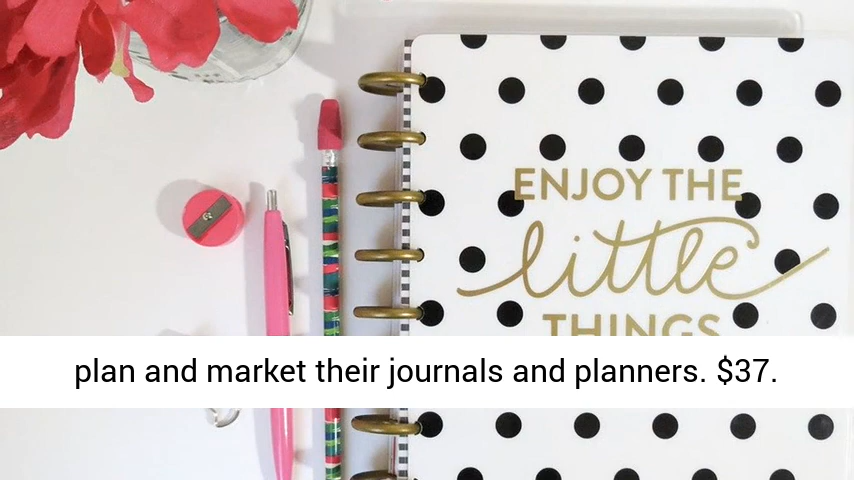 ENJOY THE
little
THINGS
plan and market their journals and planners. $37.